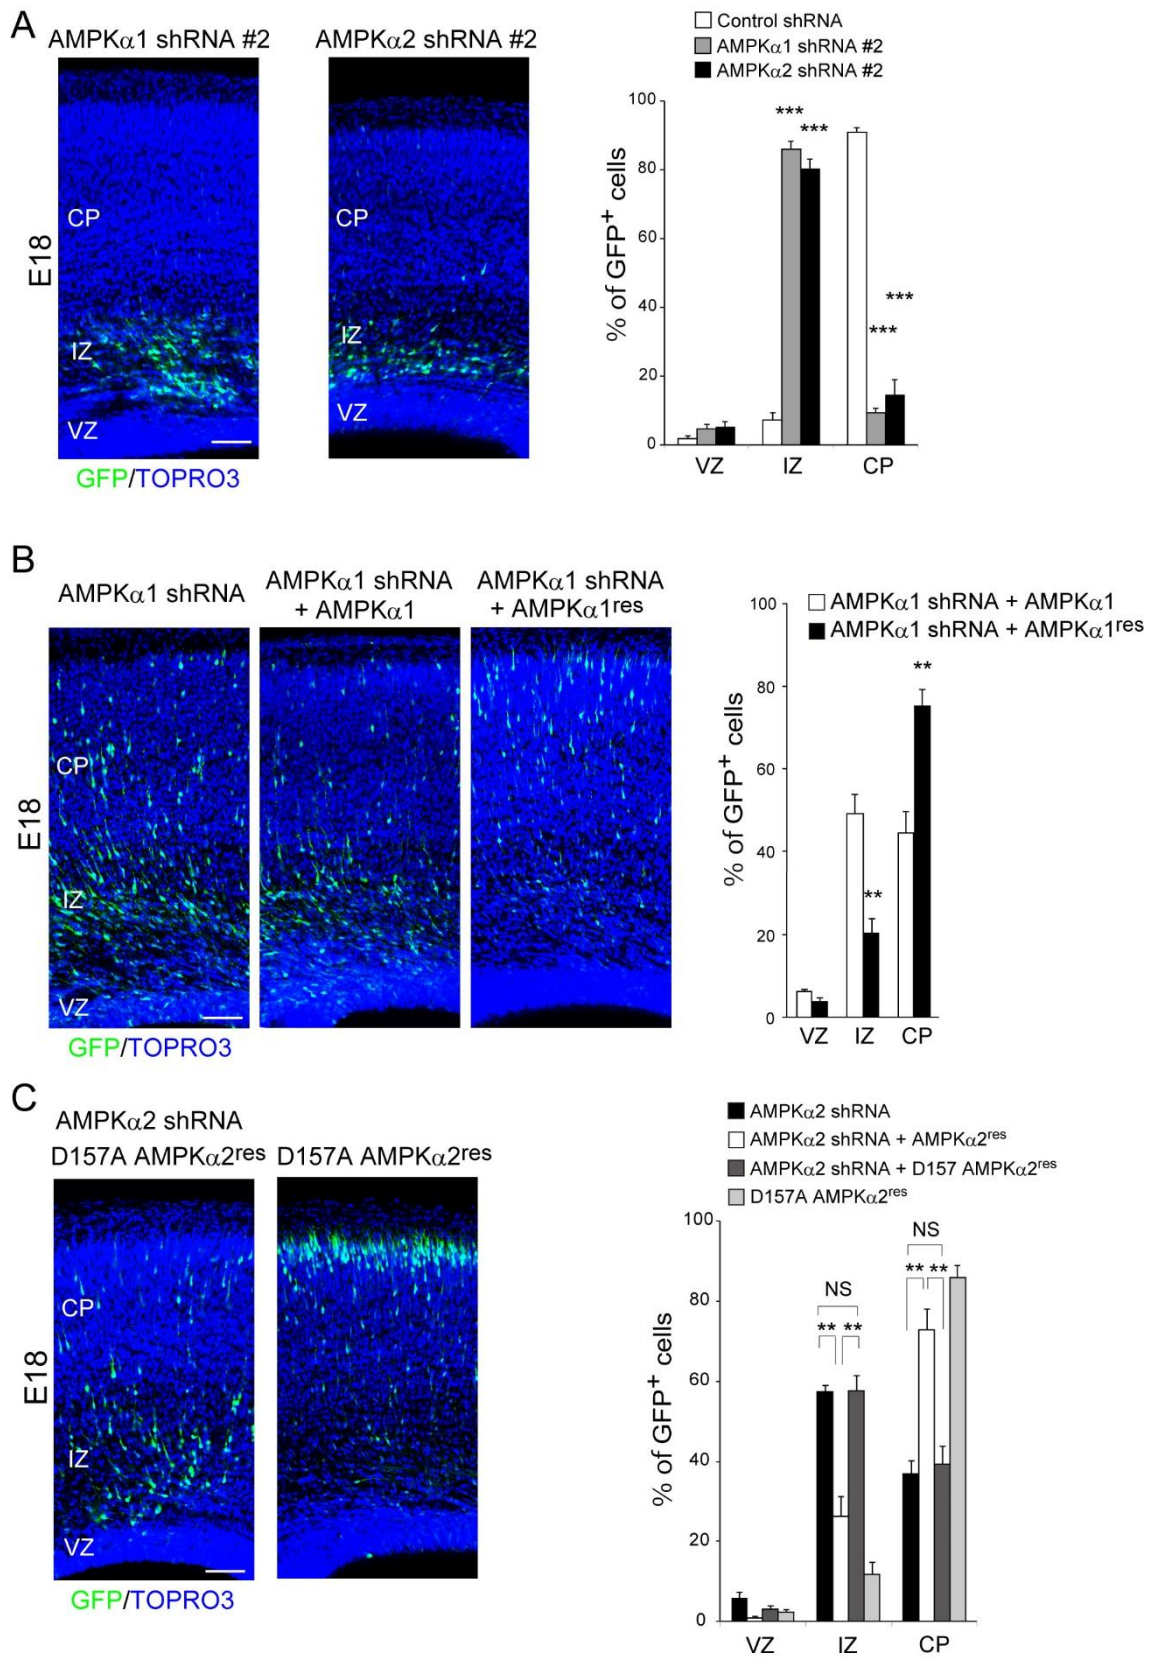 A
AMPKα1 shRNA #2
AMPKα2 shRNA #2
E18
CP
IZ
VZ
CP
IZ
VZ
GFP/TOPRO3
Control shRNA
AMPKα1 shRNA #2
AMPKα2 shRNA #2
% of GFP+ cells
100
80
60
40
20
0
***
***
***
***
VZ IZ CP
B
AMPKα1 shRNA
AMPKα1 shRNA
+ AMPKα1
AMPKα1 shRNA
+ AMPKα1res
E18
CP
IZ
VZ
GFP/TOPRO3
AMPKα1 shRNA + AMPKα1
AMPKα1 shRNA + AMPKα1res
% of GFP+ cells
100
80
60
40
20
0
**
**
VZ IZ CP
C
AMPKα2 shRNA
D157A AMPKα2res
D157A AMPKα2res
E18
CP
IZ
VZ
GFP/TOPRO3
AMPKα2 shRNA
AMPKα2 shRNA + AMPKα2res
AMPKα2 shRNA + D157 AMPKα2res
D157A AMPKα2res
% of GFP+ cells
100
80
60
40
20
0
NS
** **
NS
** **
VZ IZ CP